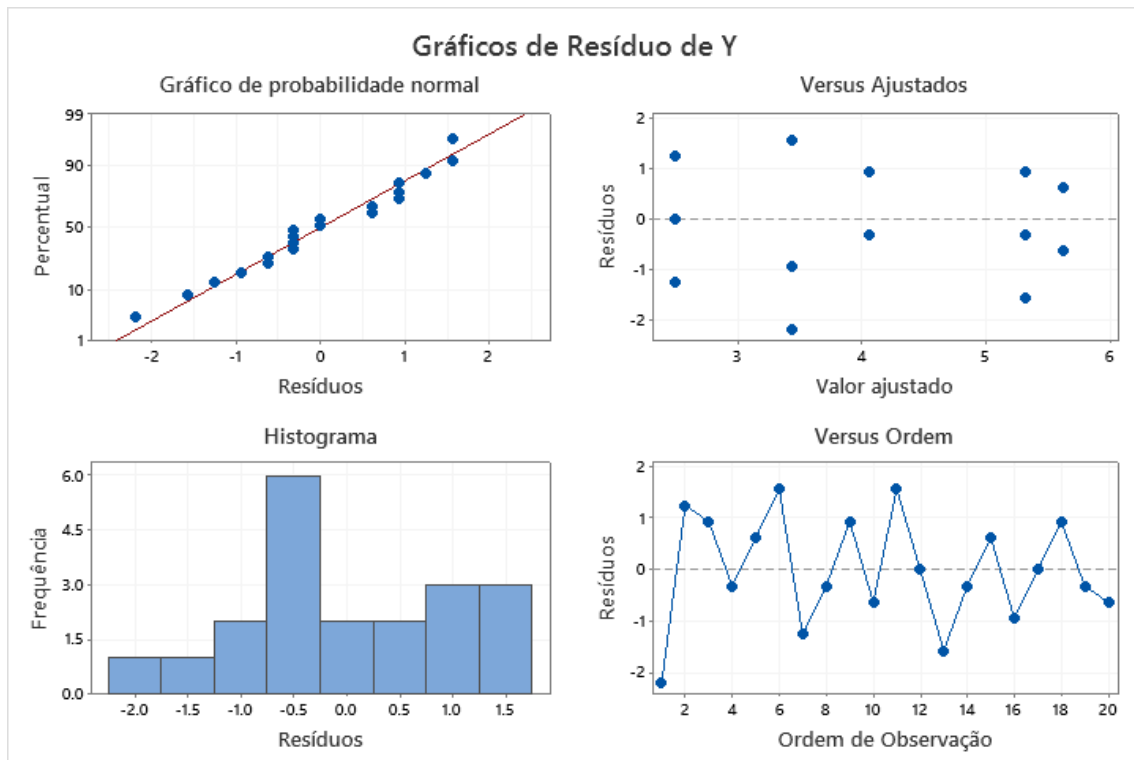 Gráficos de Resíduo de Y
Gráfico de probabilidade normal
99
90
50
10
1
Percentual
-2 -1 0 1 2
Resíduos
Versus Ajustados
2
1
0
-1
-2
Resíduos
3 4 5 6
Valor ajustado
Histograma
6.0
4.5
3.0
1.5
0.0
Frequência
-2.0 -1.5 -1.0 -0.5 0.0 0.5 1.0 1.5
Resíduos
Versus Ordem
2
1
0
-1
-2
Resíduos
2 4 6 8 10 12 14 16 18 20
Ordem de Observação